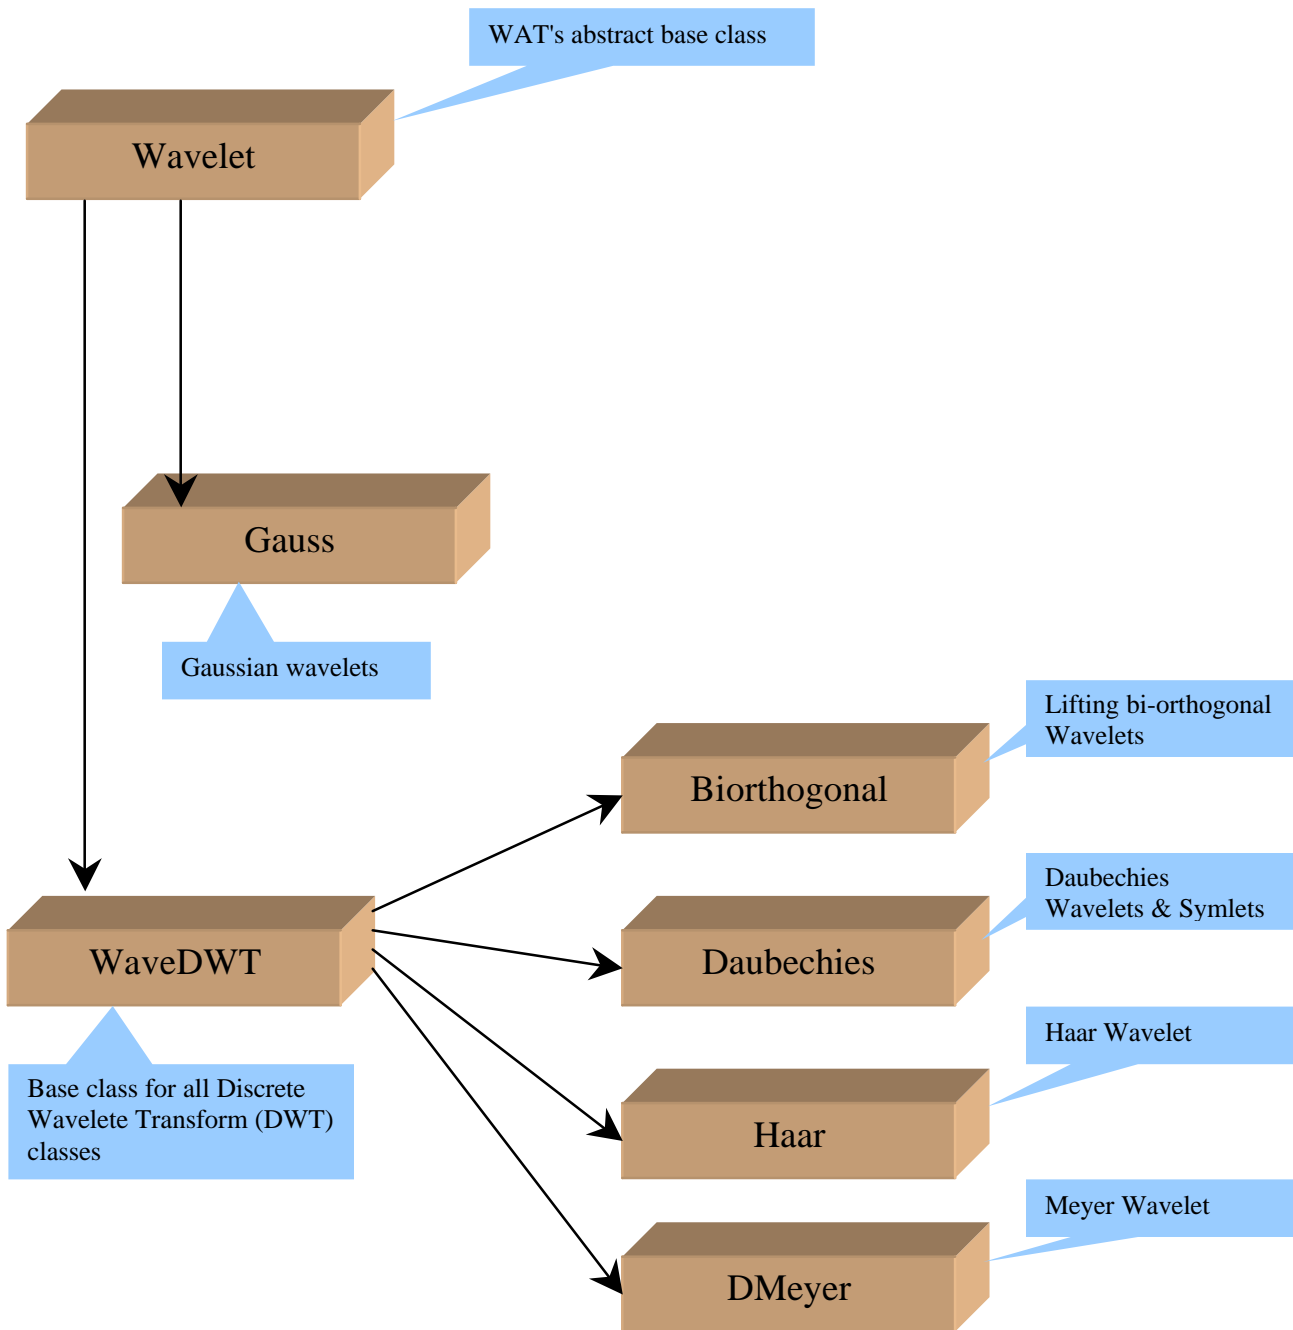 WAT's abstract base class
Wavelet
Gauss
Gaussian wavelets
Lifting bi-orthogonal
Wavelets
Biorthogonal
Daubechies
Wavelets & Symlets
WaveDWT
Daubechies
Base class for all Discrete
Wavelete Transform (DWT)
classes
Haar Wavelet
Haar
Meyer Wavelet
DMeyer